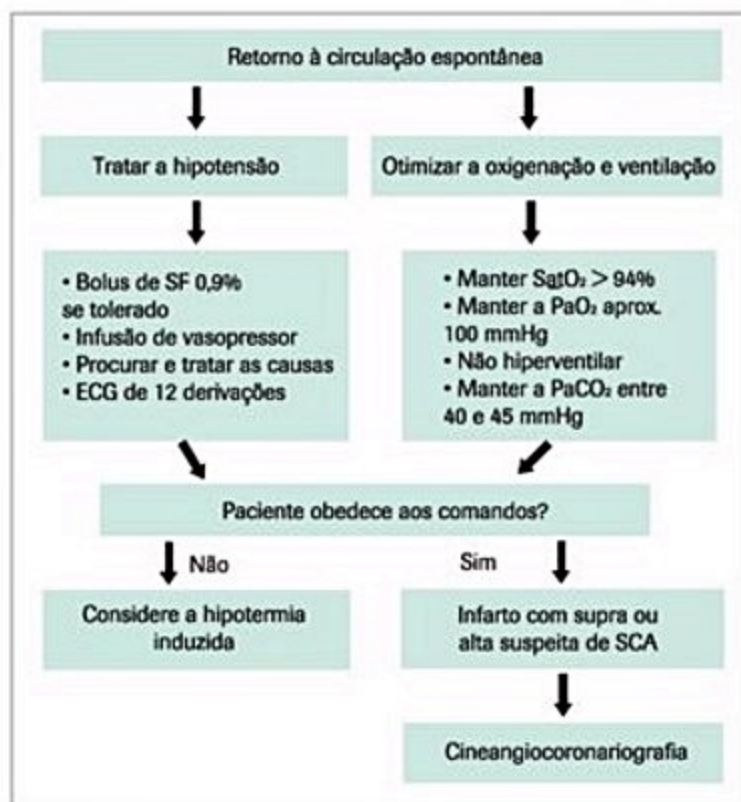 Retorno à circulação espontânea
Tratar a hipotensão
Otimizar a oxigenação e ventilação
• Bolus de SF 0,9%
se tolerado
• Infusão de vasopressor
• Procurar e tratar as causas
• ECG de 12 derivações
• Manter SatO₂ > 94%
• Manter a PaO₂ aprox.
100 mmHg
• Não hiperventilar
• Manter a PaCO₂ entre
40 e 45 mmHg
Paciente obedece aos comandos?
Não
Sim
Considere a hipotermia
induzida
Infarto com supra ou
alta suspeita de SCA
Cineangiocoronariografia